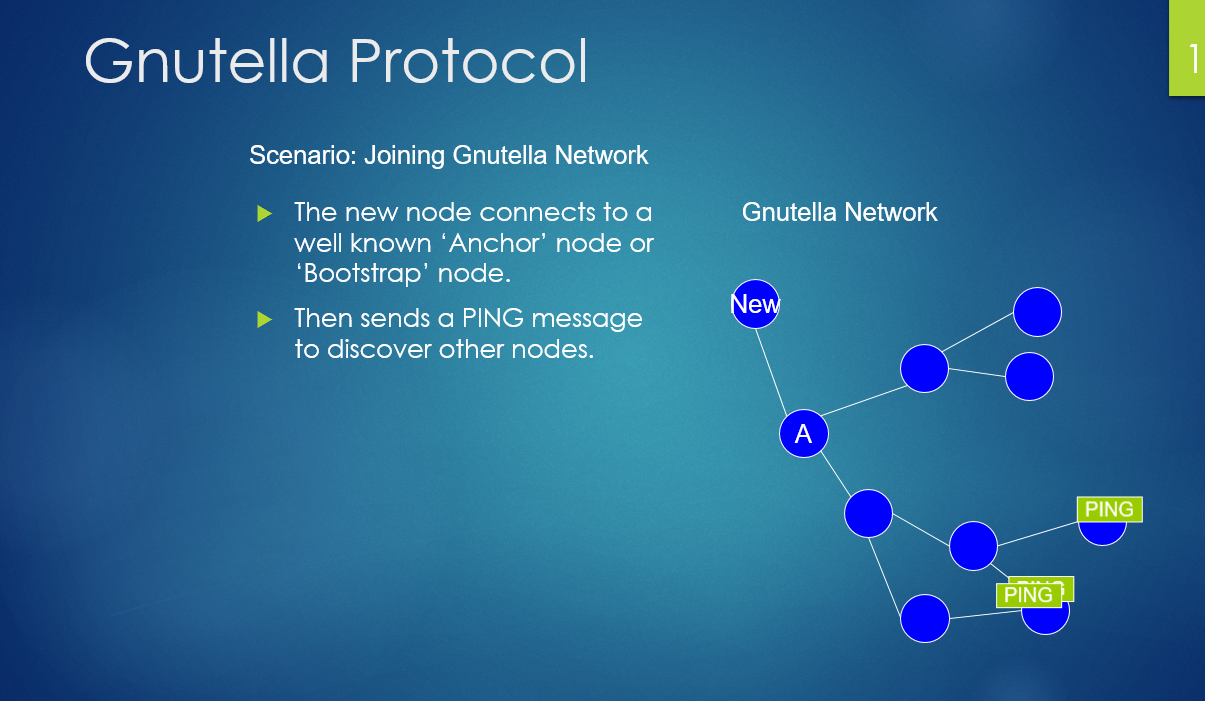 Gnutella Protocol
1
Scenario: Joining Gnutella Network
The new node connects to a
well known ‘Anchor’ node or
‘Bootstrap’ node.
Then sends a PING message
to discover other nodes.
Gnutella Network
New
A
PING
PING
PING